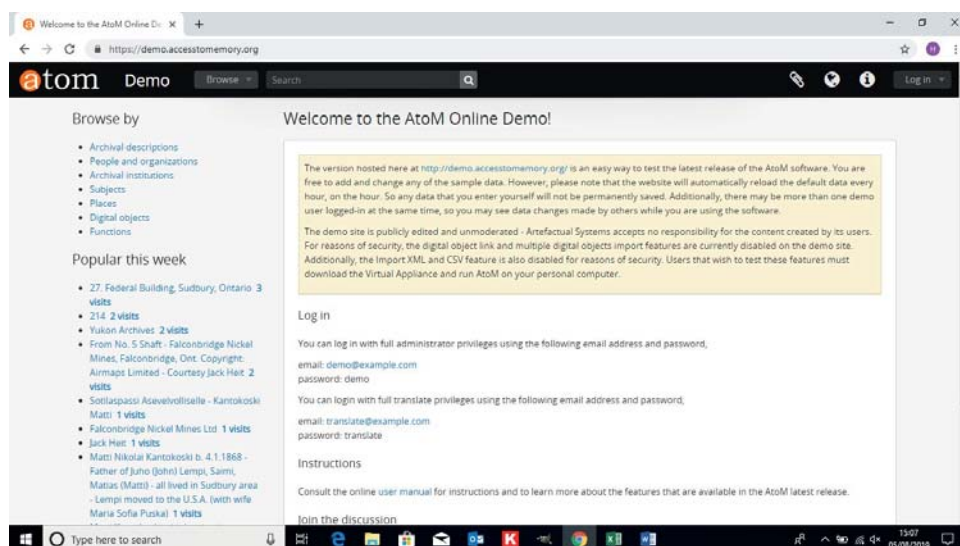 Welcome to the AtoM Online De
https://demo.accesstomemory.org
atom Demo Browse Search Log in
Browse by
Archival descriptions
People and organizations
Archival institutions
Subjects
Places
Digital objects
Functions
Popular this week
27. Federal Building, Sudbury, Ontario 3
visits
214 2 visits
Yukon Archives 2 visits
From No. 5 Shaft - Falconbridge Nickel
Mines, Falconbridge, Ont. Copyright:
Airmaps Limited - Courtesy Jack Heit 2
visits
Sotilaspassi Asevelvolliselle - Kantokoski
Matti 1 visits
Falconbridge Nickel Mines Ltd 1 visits
Jack Heit 1 visits
Matti Nikolai Kantokoski b. 4.1.1868 -
Father of Juho (John) Lempi, Saimi,
Matias (Matti) - all lived in Sudbury area
- Lempi moved to the U.S.A. (with wife
Maria Sofia Puska) 1 visits
Welcome to the AtoM Online Demo!
The version hosted here at http://demo.accesstomemory.org/ is an easy way to test the latest release of the AtoM software. You are
free to add and change any of the sample data. However, please note that the website will automatically reload the default data every
hour, on the hour. So any data that you enter yourself will not be permanently saved. Additionally, there may be more than one demo
user logged-in at the same time, so you may see data changes made by others while you are using the software.
The demo site is publicly edited and unmoderated - Artefactual Systems accepts no responsibility for the content created by its users.
For reasons of security, the digital object link and multiple digital objects import features are currently disabled on the demo site.
Additionally, the Import XML and CSV feature is also disabled for reasons of security. Users that wish to test these features must
download the Virtual Appliance and run AtoM on your personal computer.
Log in
You can log in with full administrator privileges using the following email address and password,
email: demo@example.com
password: demo
You can login with full translate privileges using the following email address and password,
email: translate@example.com
password: translate
Instructions
Consult the online user manual for instructions and to learn more about the features that are available in the AtoM latest release.
Join the discussion
Type here to search
15:07
05/08/2019